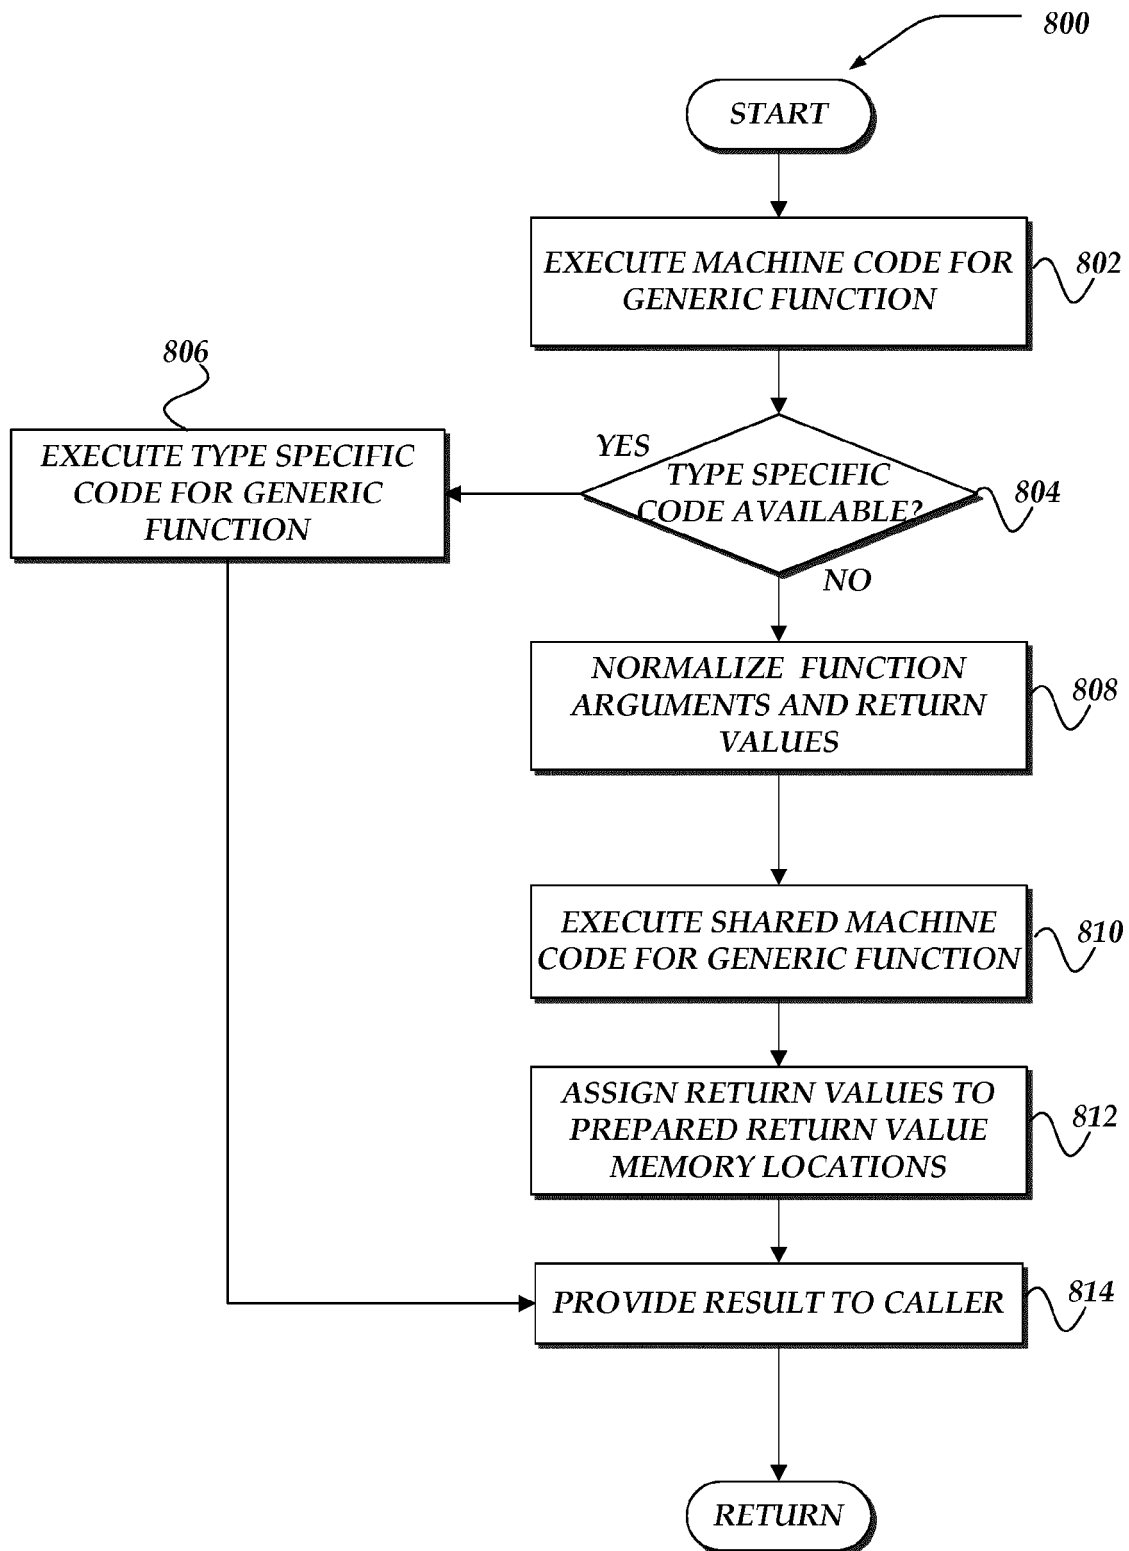 800
START
EXECUTE MACHINE CODE FOR
GENERIC FUNCTION
802
806
EXECUTE TYPE SPECIFIC
CODE FOR GENERIC
FUNCTION
YES
TYPE SPECIFIC
CODE AVAILABLE?
804
NO
NORMALIZE FUNCTION
ARGUMENTS AND RETURN
VALUES
808
EXECUTE SHARED MACHINE
CODE FOR GENERIC FUNCTION
810
ASSIGN RETURN VALUES TO
PREPARED RETURN VALUE
MEMORY LOCATIONS
812
PROVIDE RESULT TO CALLER
814
RETURN